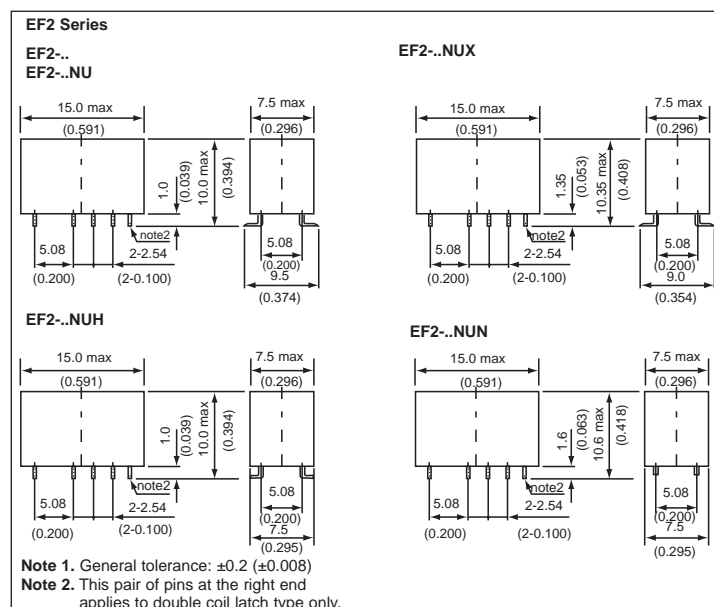 EF2 Series
EF2-..
EF2-..NU
15.0 max
(0.591)
7.5 max
(0.296)
1.0
(0.039)
10.0 max
(0.394)
note2
5.08
(0.200)
2-2.54
(2-0.100)
5.08
(0.200)
9.5
(0.374)
EF2-..NUX
15.0 max
(0.591)
7.5 max
(0.296)
1.35
(0.053)
10.35 max
(0.408)
note2
5.08
(0.200)
2-2.54
(2-0.100)
5.08
(0.200)
9.0
(0.354)
EF2-..NUH
15.0 max
(0.591)
7.5 max
(0.296)
1.0
(0.039)
10.0 max
(0.394)
note2
5.08
(0.200)
2-2.54
(2-0.100)
5.08
(0.200)
7.5
(0.295)
EF2-..NUN
15.0 max
(0.591)
7.5 max
(0.296)
1.6
(0.063)
10.6 max
(0.418)
note2
5.08
(0.200)
2-2.54
(2-0.100)
5.08
(0.200)
7.5
(0.295)
Note 1. General tolerance: ±0.2 (±0.008)
Note 2. This pair of pins at the right end
applies to double coil latch type only.